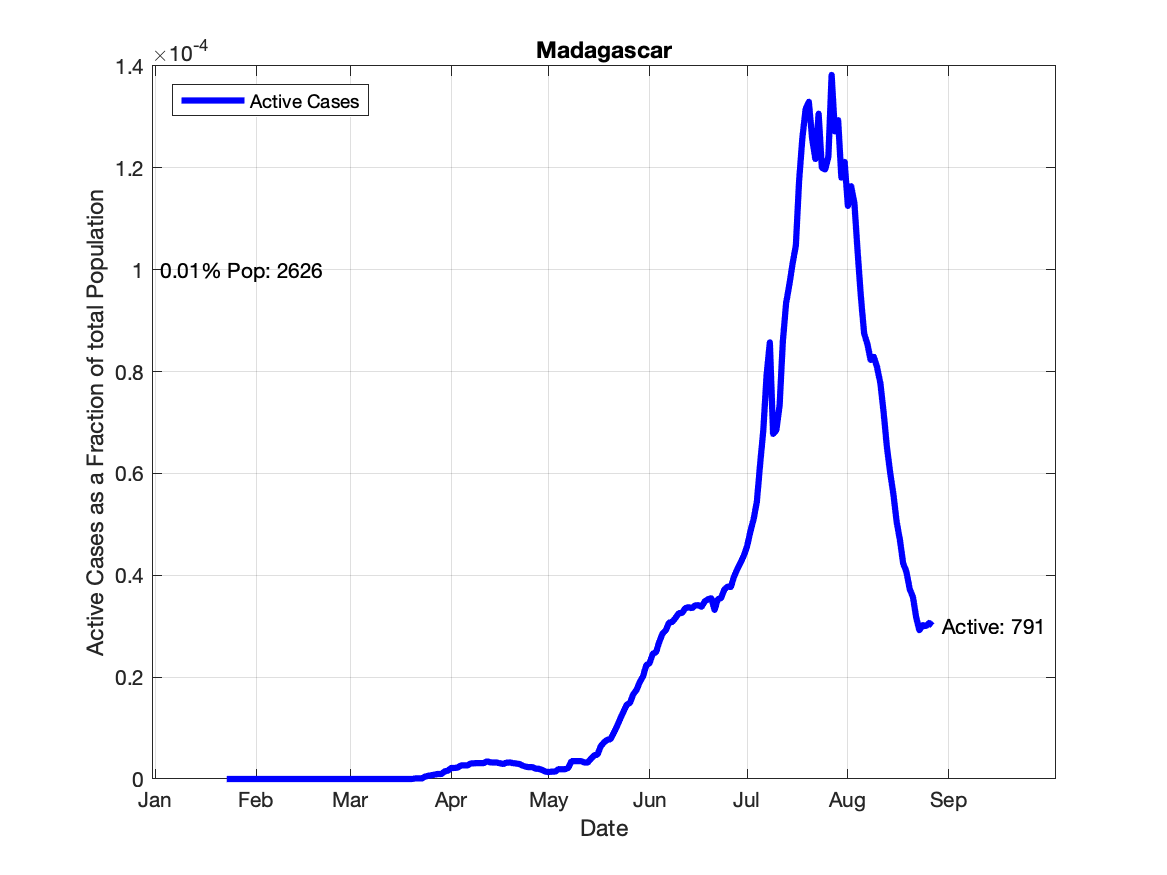 Madagascar
×10-4
1.4
1.2
1
0.8
0.6
0.4
0.2
0
Active Cases as a Fraction of total Population
Active Cases
0.01% Pop: 2626
Active: 791
Jan Feb Mar Apr May Jun Jul Aug Sep
Date